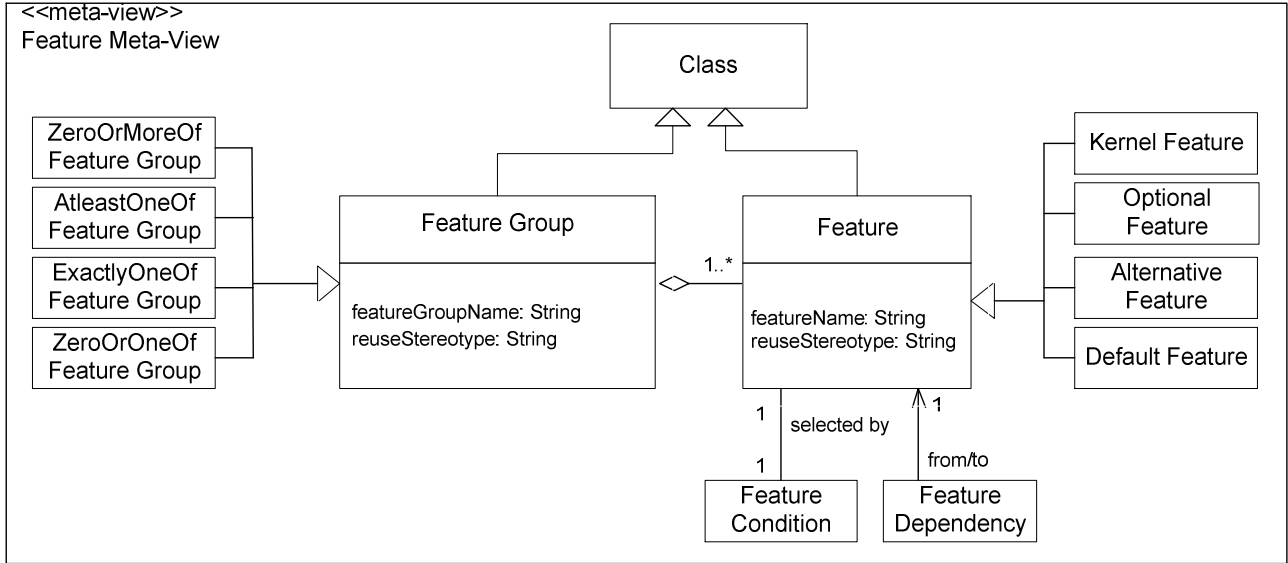 <<meta-view>>
Feature Meta-View
Class
ZeroOrMoreOf
Feature Group
AtleastOneOf
Feature Group
ExactlyOneOf
Feature Group
ZeroOrOneOf
Feature Group
Feature Group
featureGroupName: String
reuseStereotype: String
1..*
Feature
featureName: String
reuseStereotype: String
Kernel Feature
Optional
Feature
Alternative
Feature
Default Feature
1
selected by
1
1
from/to
Feature
Condition
Feature
Dependency